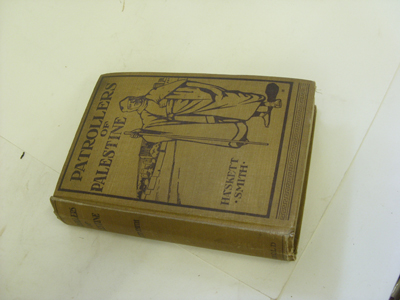 PATROLLERS
OF
PALESTINE
HASKETT
SMITH